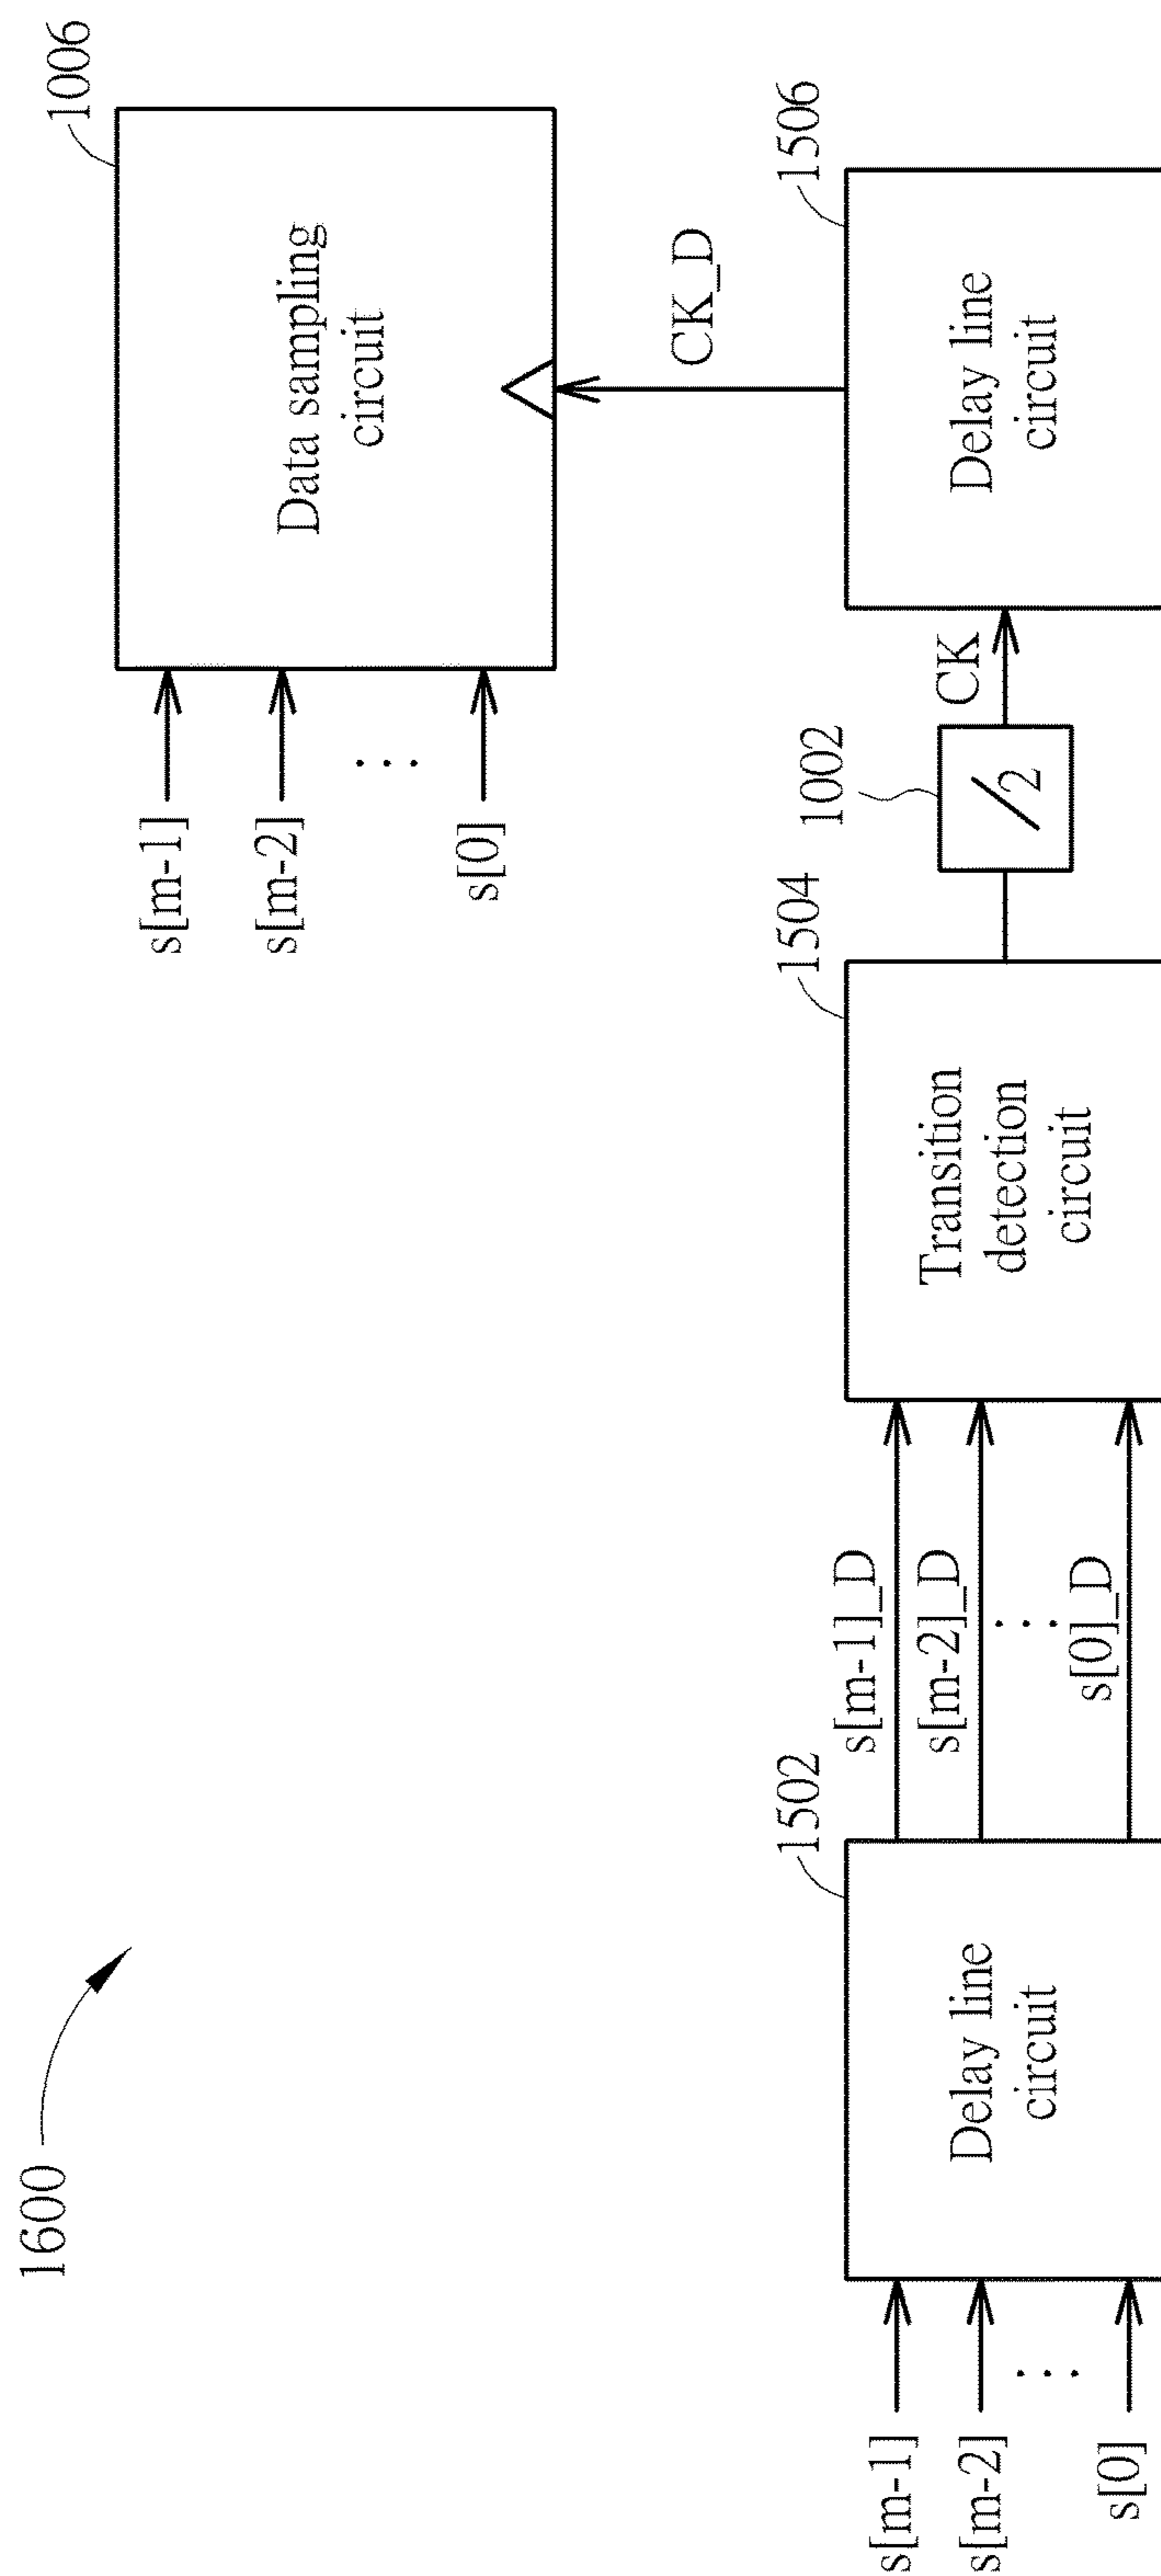 1600
s[m-1]
s[m-2]
...
s[0]
Data sampling
circuit
1006
CK_D
s[m-1]
s[m-2]
...
s[0]
Delay line
circuit
1502
s[m-1]_D
s[m-2]_D
...
s[0]_D
Transition
detection
circuit
1504
/2
1002
CK
Delay line
circuit
1506